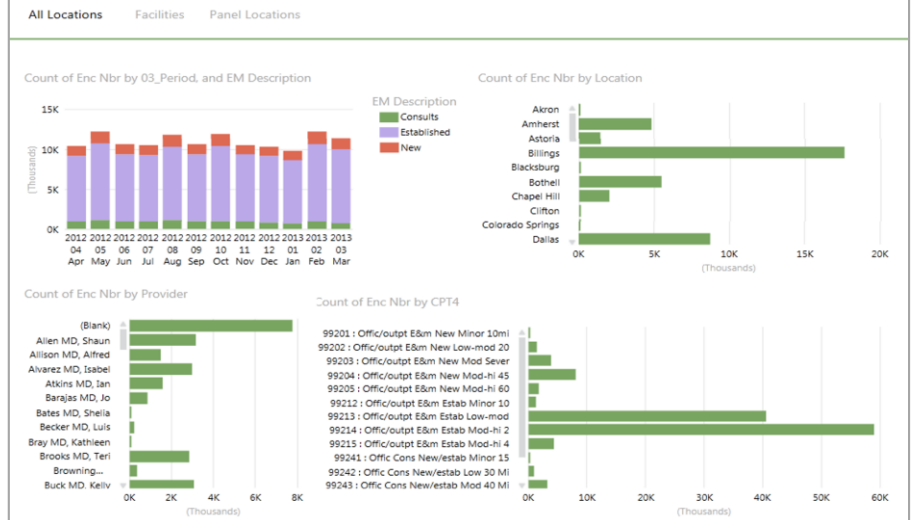 All Locations Facilities Panel Locations
Count of Enc Nbr by 03_Period, and EM Description
15K
10K
5K
0K
(Thousands)
2012 2012 2012 2012 2012 2012 2012 2012 2012 2013 2013 2013
04 05 06 07 08 09 10 11 12 01 02 03
Apr May Jun Jul Aug Sep Oct Nov Dec Jan Feb Mar
EM Description
Consults
Established
New
Count of Enc Nbr by Location
Akron
Amherst
Astoria
Billings
Blacksburg
Bothell
Chapel Hill
Clifton
Colorado Springs
Dallas
0K 5K 10K 15K 20K
(Thousands)
Count of Enc Nbr by Provider
(Blank)
Allen MD, Shaun
Allison MD, Alfred
Alvarez MD, Isabel
Atkins MD, Ian
Barajas MD, Jo
Bates MD, Sheila
Becker MD, Luis
Bray MD, Kathleen
Brooks MD, Teri
Browning...
Buck MD, Kelly
0K 2K 4K 6K 8K
(Thousands)
Count of Enc Nbr by CPT4
99201 : Offic/outpt E&m New Minor 10mi
99202 : Offic/outpt E&m New Low-mod 20
99203 : Offic/outpt E&m New Mod Sever
99204 : Offic/outpt E&m New Mod-hi 45
99205 : Offic/outpt E&m New Mod-hi 60
99212 : Offic/outpt E&m Estab Minor 10
99213 : Offic/outpt E&m Estab Low-mod
99214 : Offic/outpt E&m Estab Mod-hi 2
99215 : Offic/outpt E&m Estab Mod-hi 4
99241 : Offic Cons New/estab Minor 15
99242 : Offic Cons New/estab Low 30 Mi
99243 : Offic Cons New/estab Mod 40 Mi
0K 10K 20K 30K 40K 50K 60K
(Thousands)